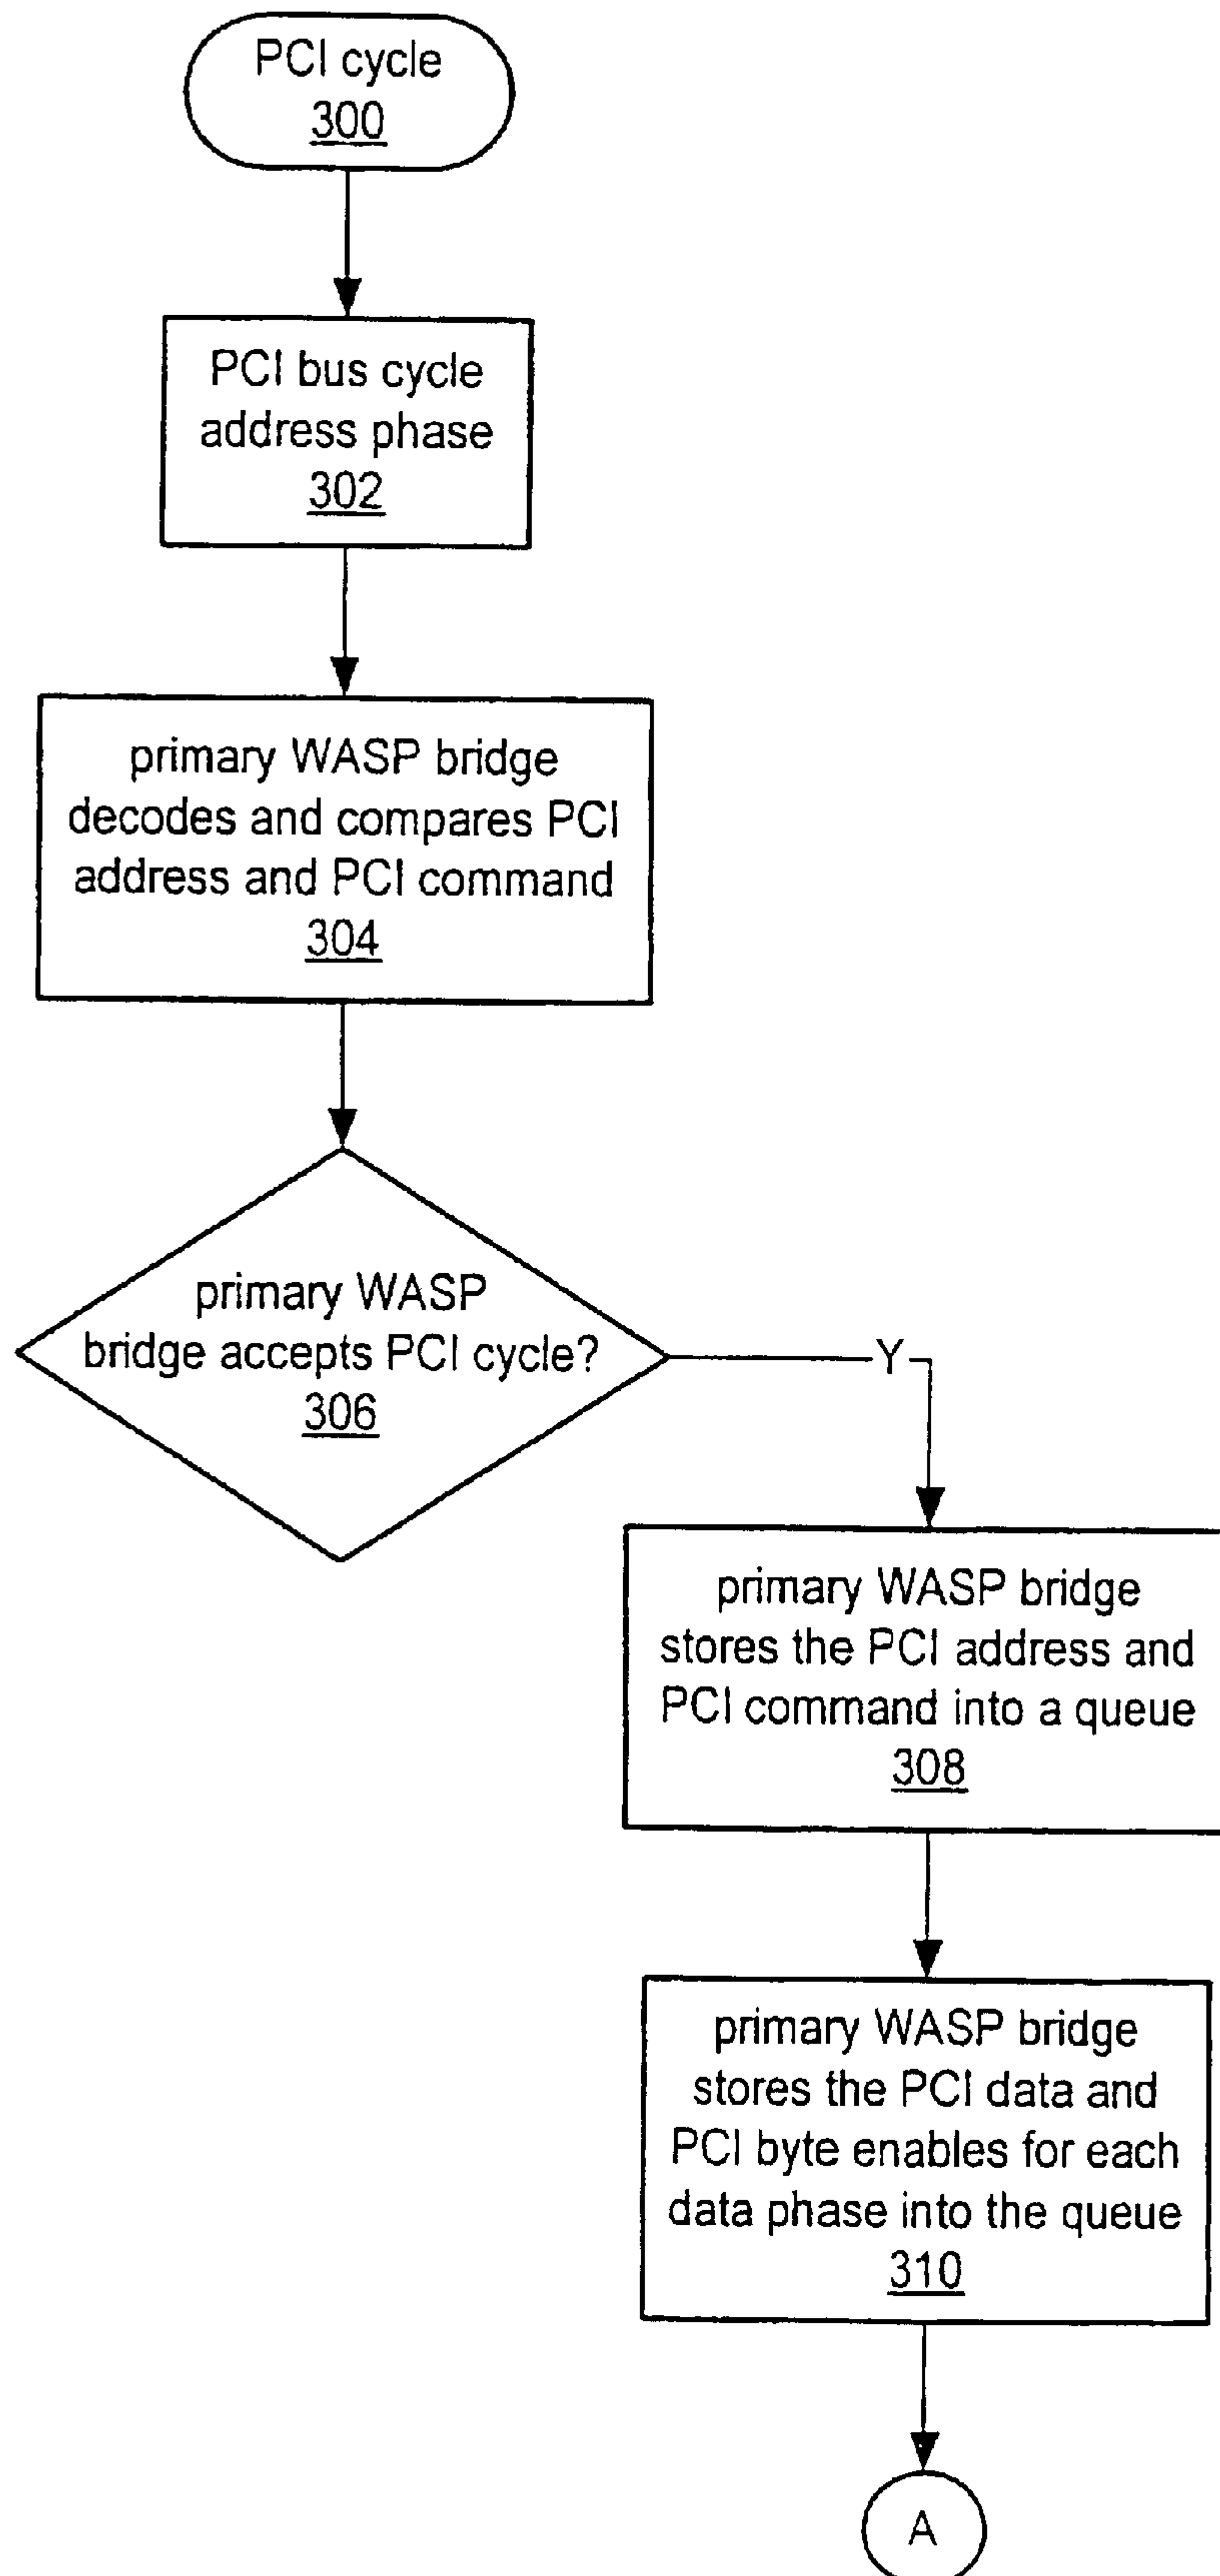 PCI cycle
300
PCI bus cycle
address phase
302
primary WASP bridge
decodes and compares PCI
address and PCI command
304
primary WASP
bridge accepts PCI cycle?
306
Y
primary WASP bridge
stores the PCI address and
PCI command into a queue
308
primary WASP bridge
stores the PCI data and
PCI byte enables for each
data phase into the queue
310
A